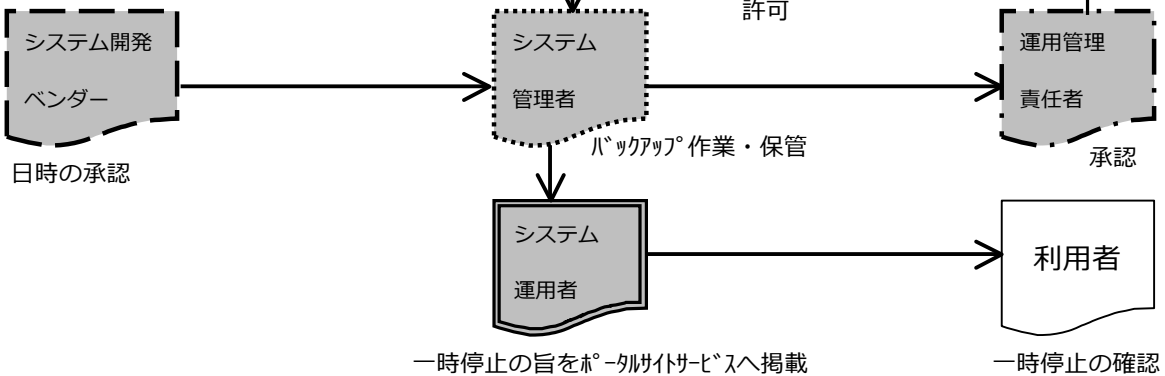 許可
システム開発
ベンダー
システム
管理者
運用管理
責任者
日時の承認
ﾊﾞｯｸｱｯﾌﾟ作業・保管
承認
システム
運用者
利用者
一時停止の旨をﾎﾟｰﾀﾙｻｲﾄｻｰﾋﾞｽへ掲載
一時停止の確認